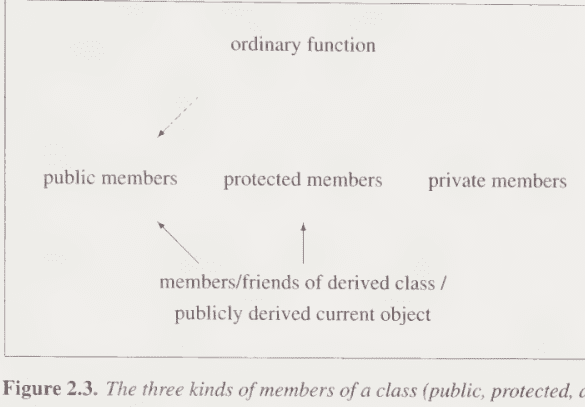 ordinary function
public members protected members private members
members/friends of derived class /
publicly derived current object
Figure 2.3. The three kinds of members of a class (public, protected,